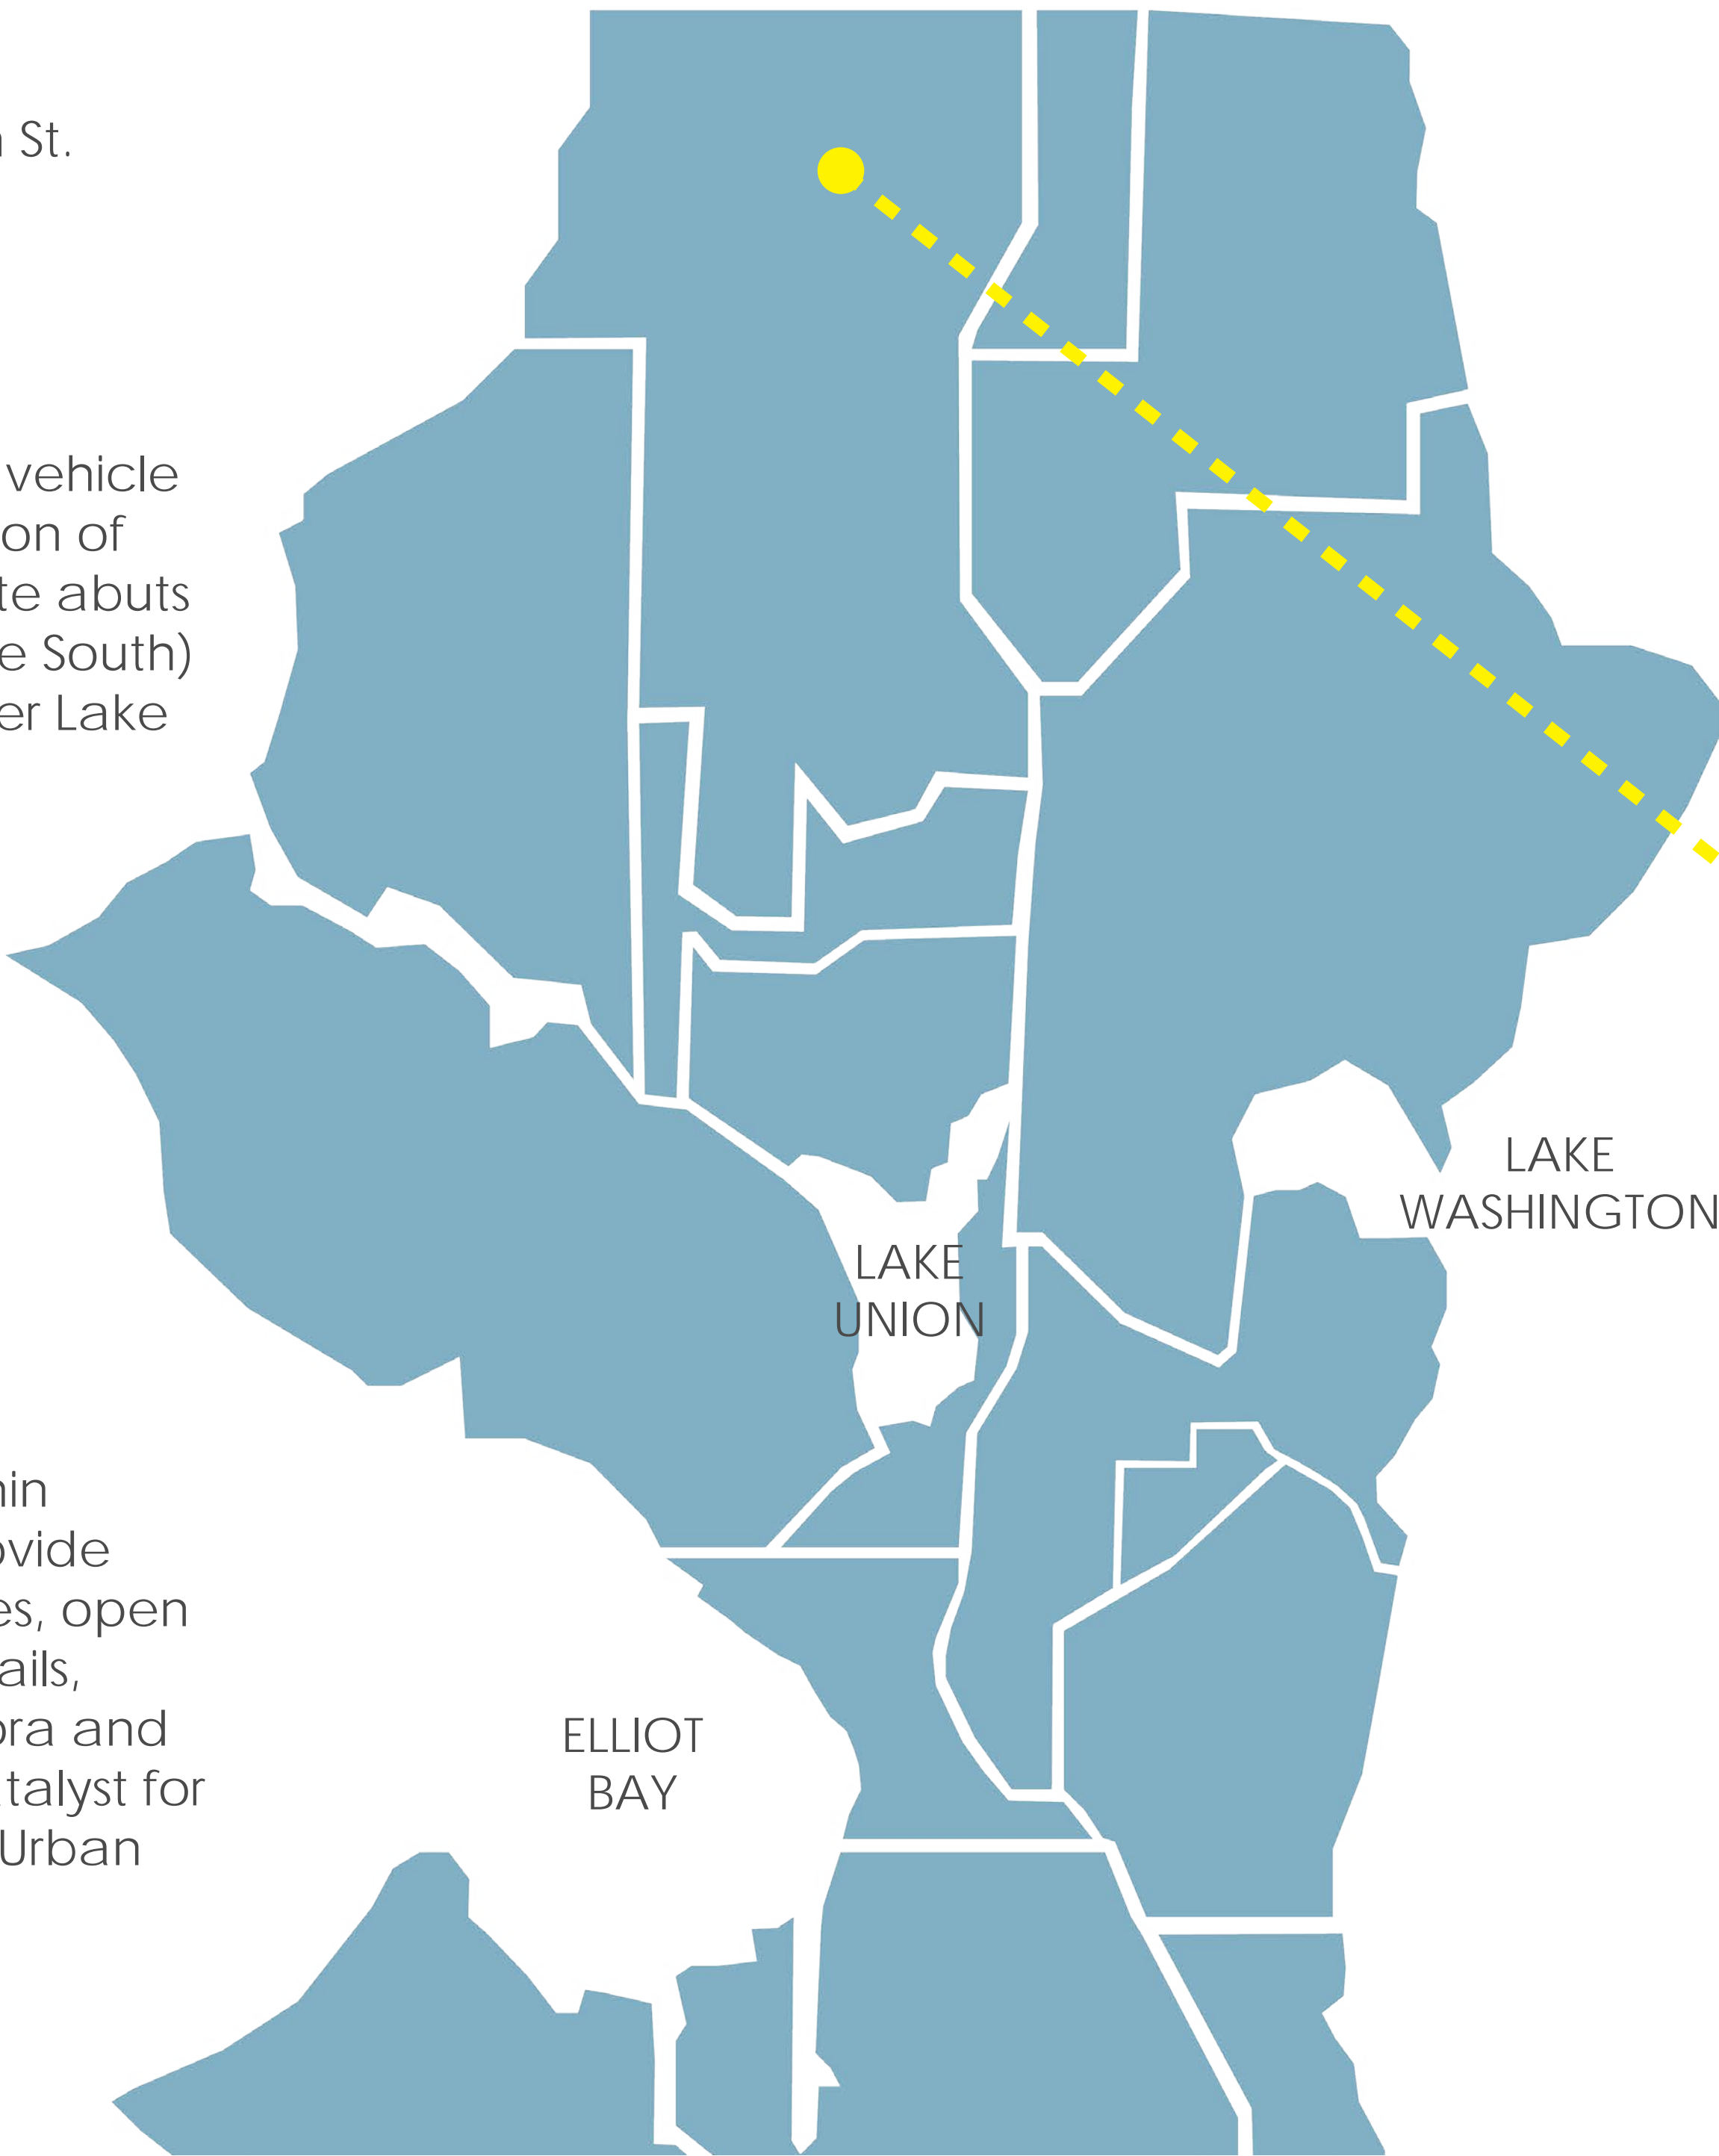 St.
vehicle
on of
te abuts
e South)
er Lake
LAKE
WASHINGTON
LAKE
UNION
in
vide
es, open
ails,
ra and
talyst for
Urban
ELLIOT
BAY